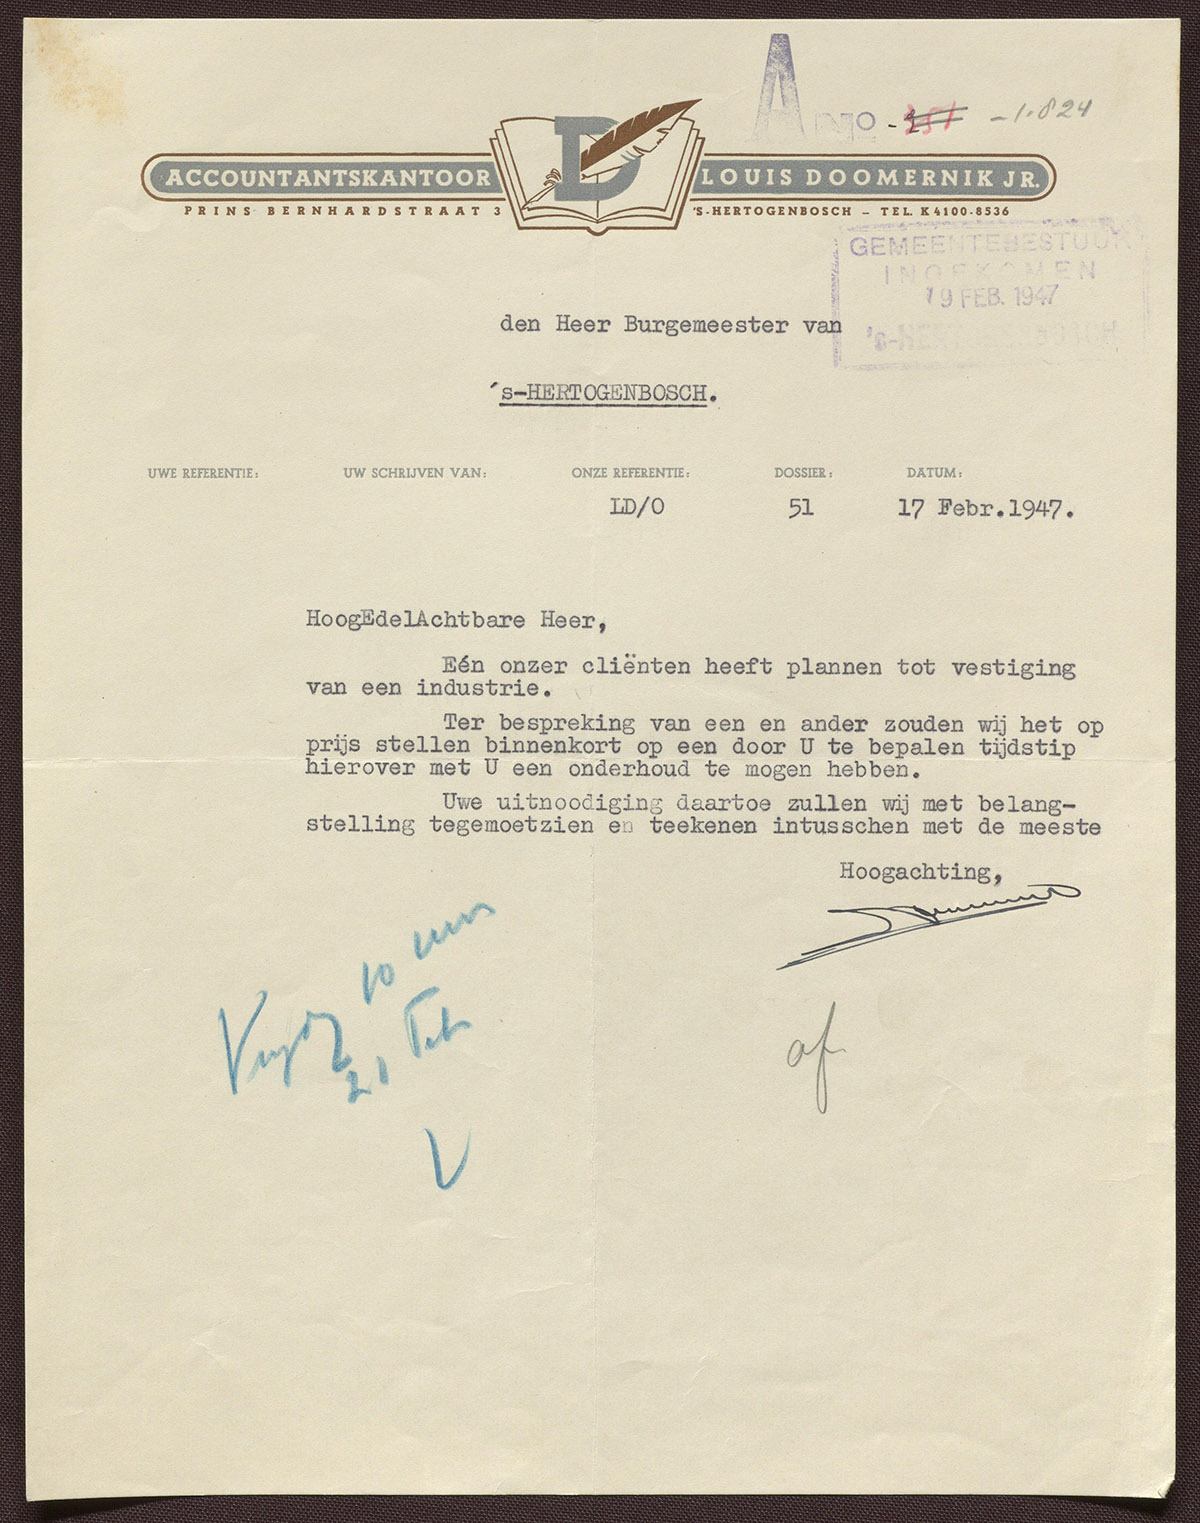 A
No - 351 - 1.824
D
ACCOUNTANTSKANTOOR LOUIS DOOMERNIK JR.
PRINS BERNHARDSTRAAT 3 'S-HERTOGENBOSCH – TEL. K 4100-8536
GEMEENTEBESTUUR
INGEKOMEN
19 FEB. 1947
's-HERTOGENBOSCH
den Heer Burgemeester van
's-HERTOGENBOSCH.
UWE REFERENTIE: UW SCHRIJVEN VAN: ONZE REFERENTIE: DOSSIER: DATUM:
LD/O 51 17 Febr.1947.
HoogEdelAchtbare Heer,
Eén onzer cliënten heeft plannen tot vestiging
van een industrie.
Ter bespreking van een en ander zouden wij het op
prijs stellen binnenkort op een door U te bepalen tijdstip
hierover met U een onderhoud te mogen hebben.
Uwe uitnoodiging daartoe zullen wij met belang-
stelling tegemoetzien en teekenen intusschen met de meeste
Hoogachting,
10 uur
Vrijdag
21 Feb
V
af